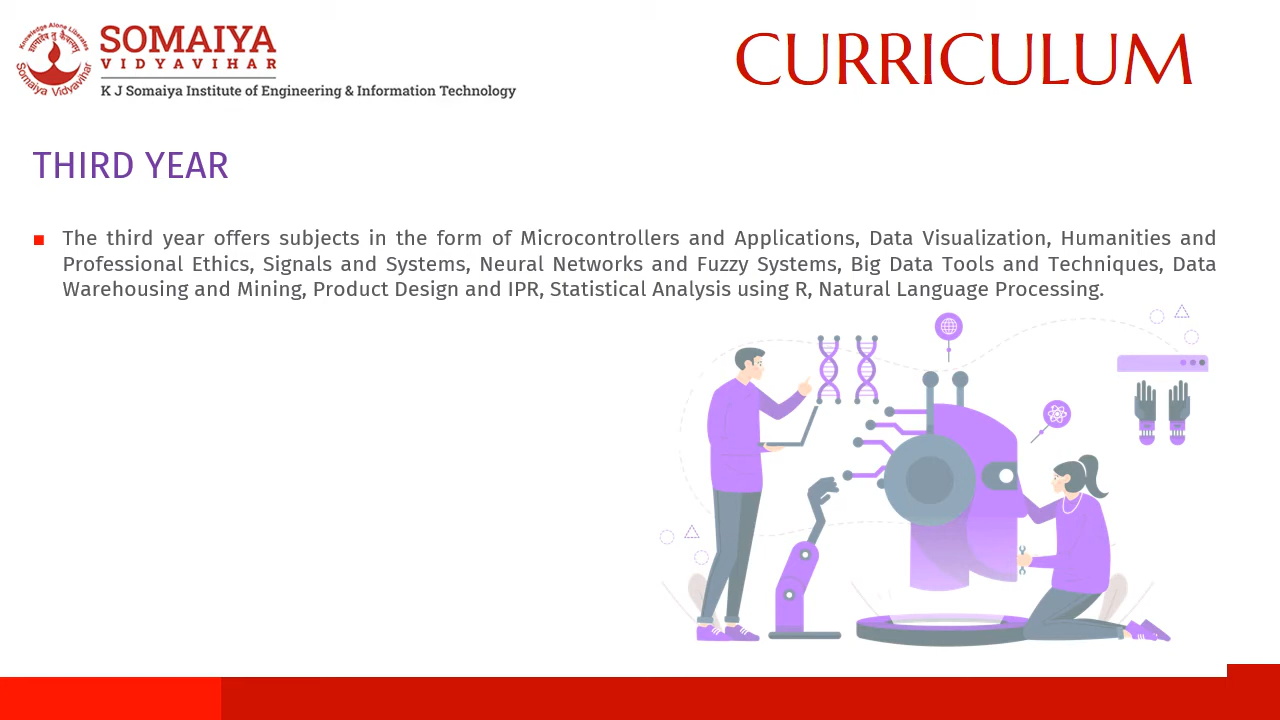 Knowledge Alone Liberates
Somaiya Vidyavihar
SOMAIYA
VIDYAVIHAR
K J Somaiya Institute of Engineering & Information Technology
CURRICULUM
THIRD YEAR
The third year offers subjects in the form of Microcontrollers and Applications, Data Visualization, Humanities and
Professional Ethics, Signals and Systems, Neural Networks and Fuzzy Systems, Big Data Tools and Techniques, Data
Warehousing and Mining, Product Design and IPR, Statistical Analysis using R, Natural Language Processing.